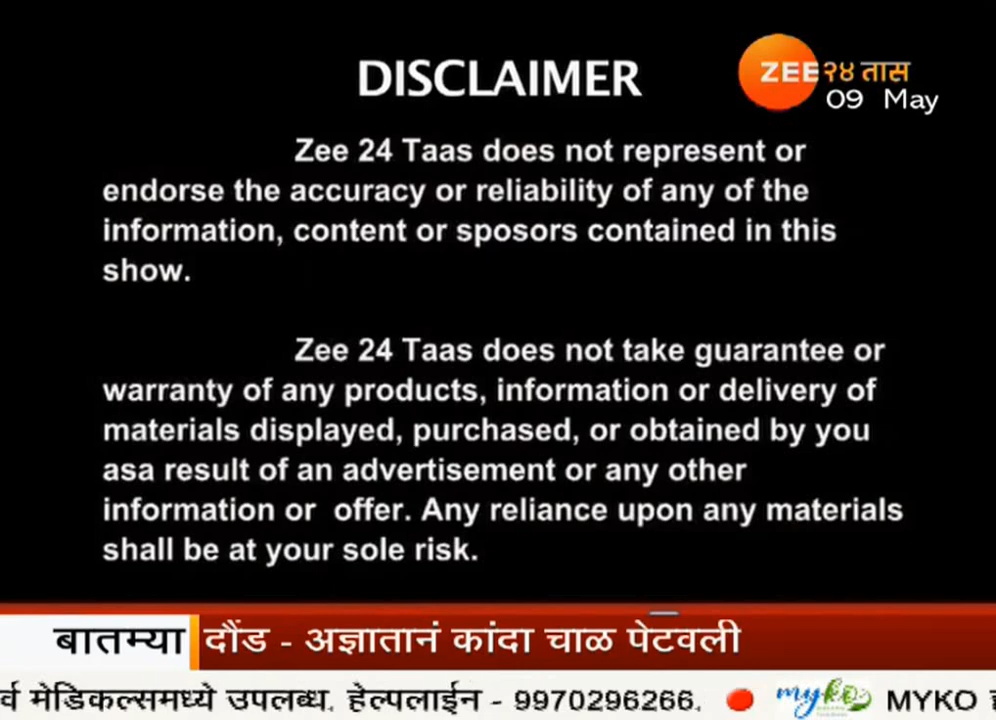 DISCLAIMER
ZEE २४ तास
09 May
Zee 24 Taas does not represent or
endorse the accuracy or reliability of any of the
information, content or sposors contained in this
show.
Zee 24 Taas does not take guarantee or
warranty of any products, information or delivery of
materials displayed, purchased, or obtained by you
asa result of an advertisement or any other
information or offer. Any reliance upon any materials
shall be at your sole risk.
बातम्या दौंड - अज्ञातानं कांदा चाळ पेटवली
र्व मेडिकल्समध्ये उपलब्ध. हेल्पलाईन - 9970296266. myko MYKO